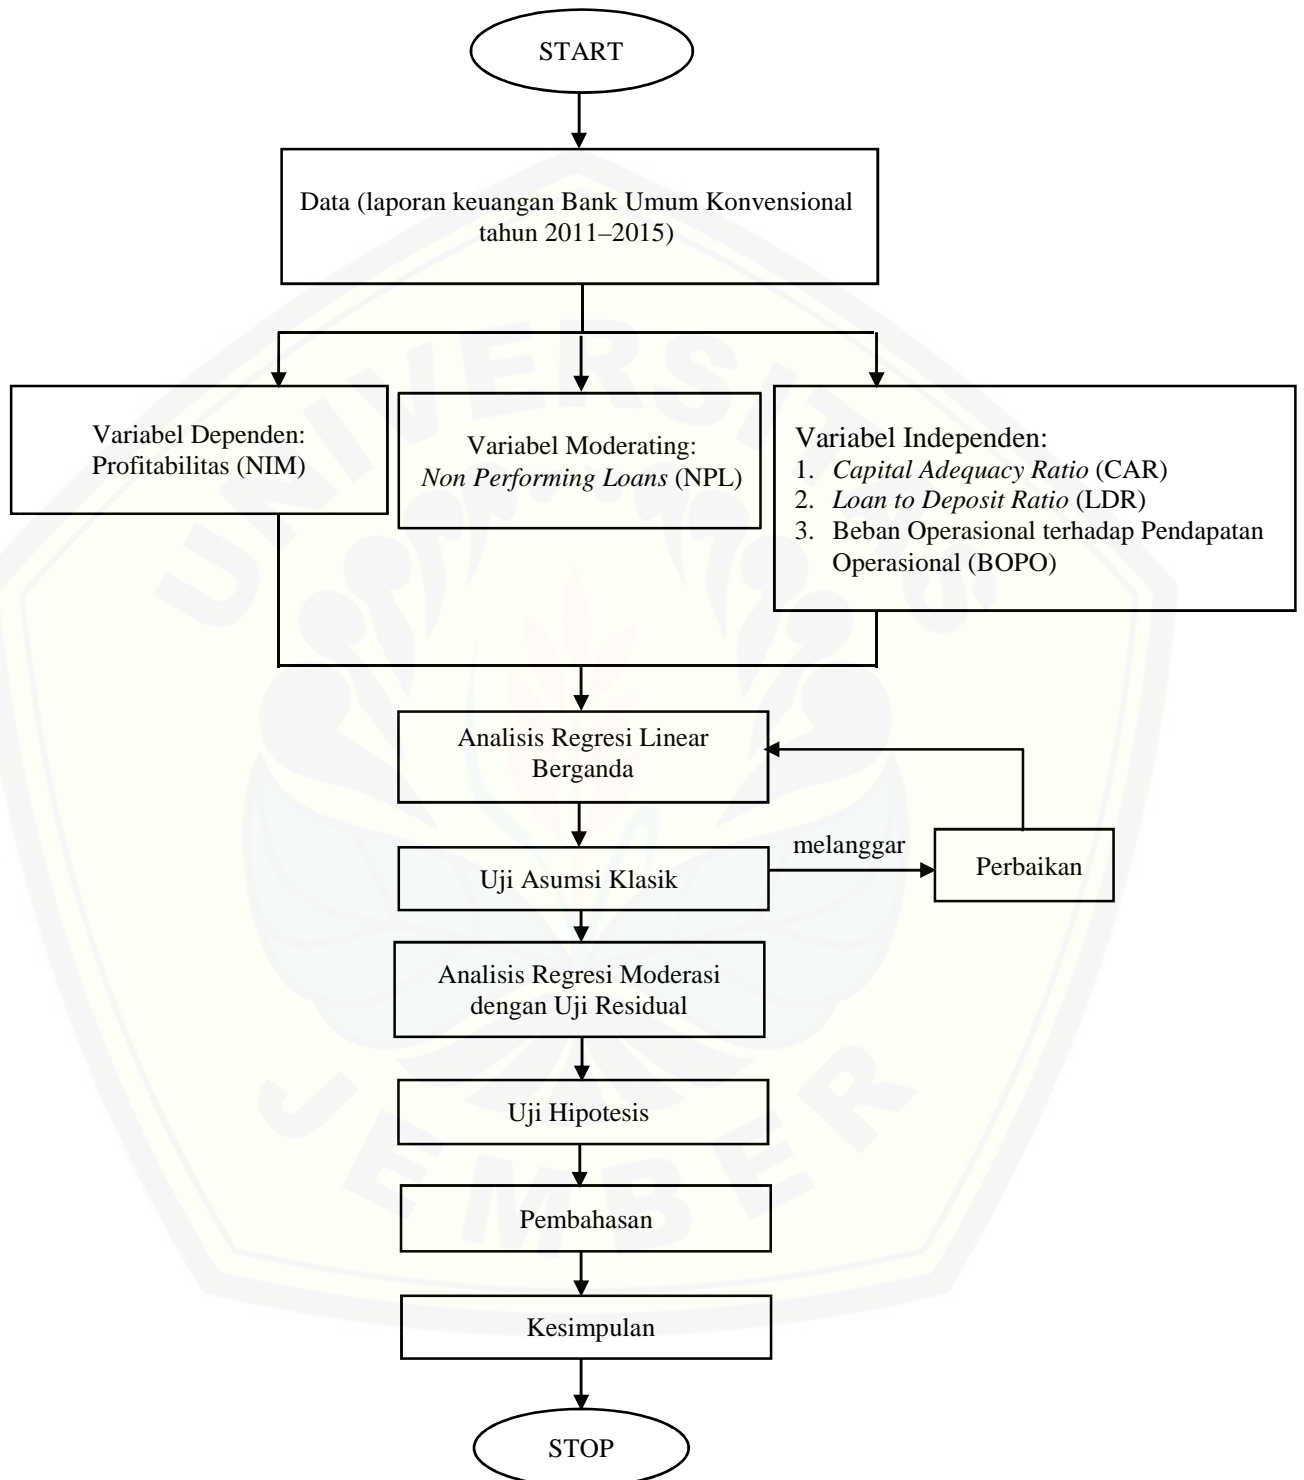 START
Data (laporan keuangan Bank Umum Konvensional
tahun 2011–2015)
Variabel Dependen:
Profitabilitas (NIM)
Variabel Moderating:
Non Performing Loans (NPL)
Variabel Independen:
1. Capital Adequacy Ratio (CAR)
2. Loan to Deposit Ratio (LDR)
3. Beban Operasional terhadap Pendapatan
Operasional (BOPO)
Analisis Regresi Linear
Berganda
Uji Asumsi Klasik
melanggar
Perbaikan
Analisis Regresi Moderasi
dengan Uji Residual
Uji Hipotesis
Pembahasan
Kesimpulan
STOP
UNIVERSITAS
JEMBER